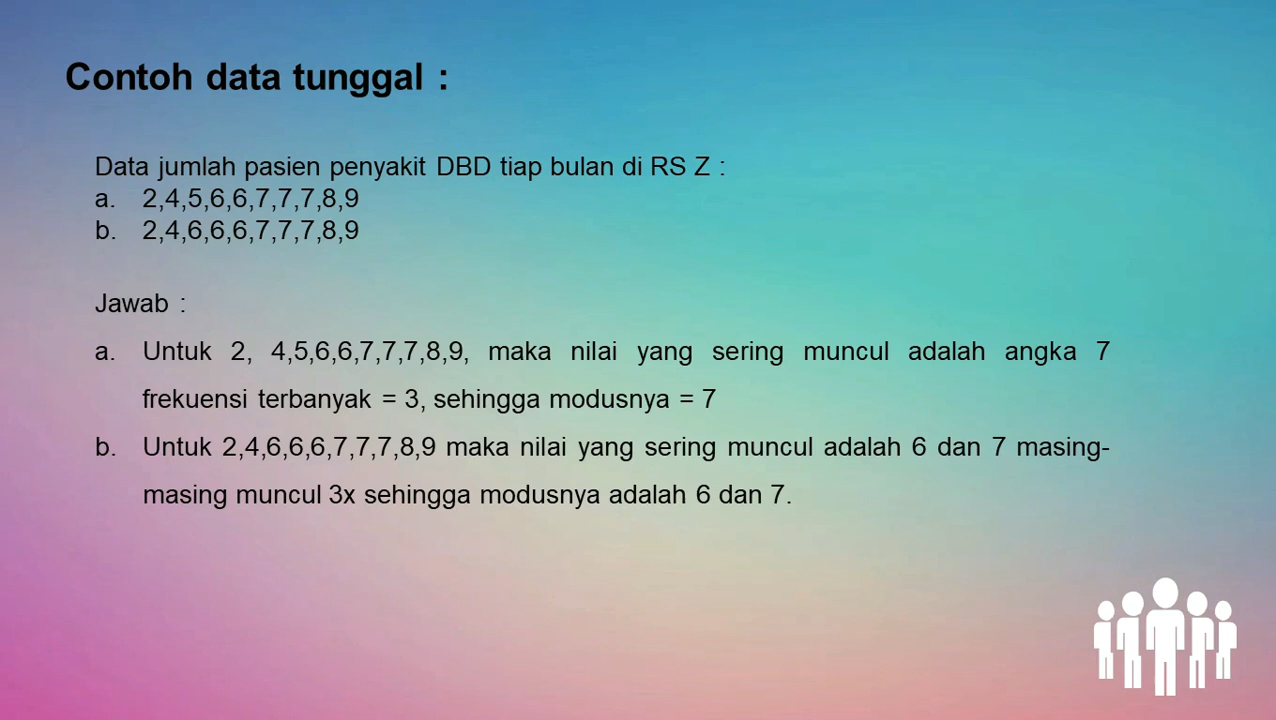 Contoh data tunggal :
Data jumlah pasien penyakit DBD tiap bulan di RS Z :
a. 2,4,5,6,6,7,7,7,8,9
b. 2,4,6,6,6,7,7,7,8,9
Jawab :
a. Untuk 2, 4,5,6,6,7,7,7,8,9, maka nilai yang sering muncul adalah angka 7
frekuensi terbanyak = 3, sehingga modusnya = 7
b. Untuk 2,4,6,6,6,7,7,7,8,9 maka nilai yang sering muncul adalah 6 dan 7 masing-
masing muncul 3x sehingga modusnya adalah 6 dan 7.